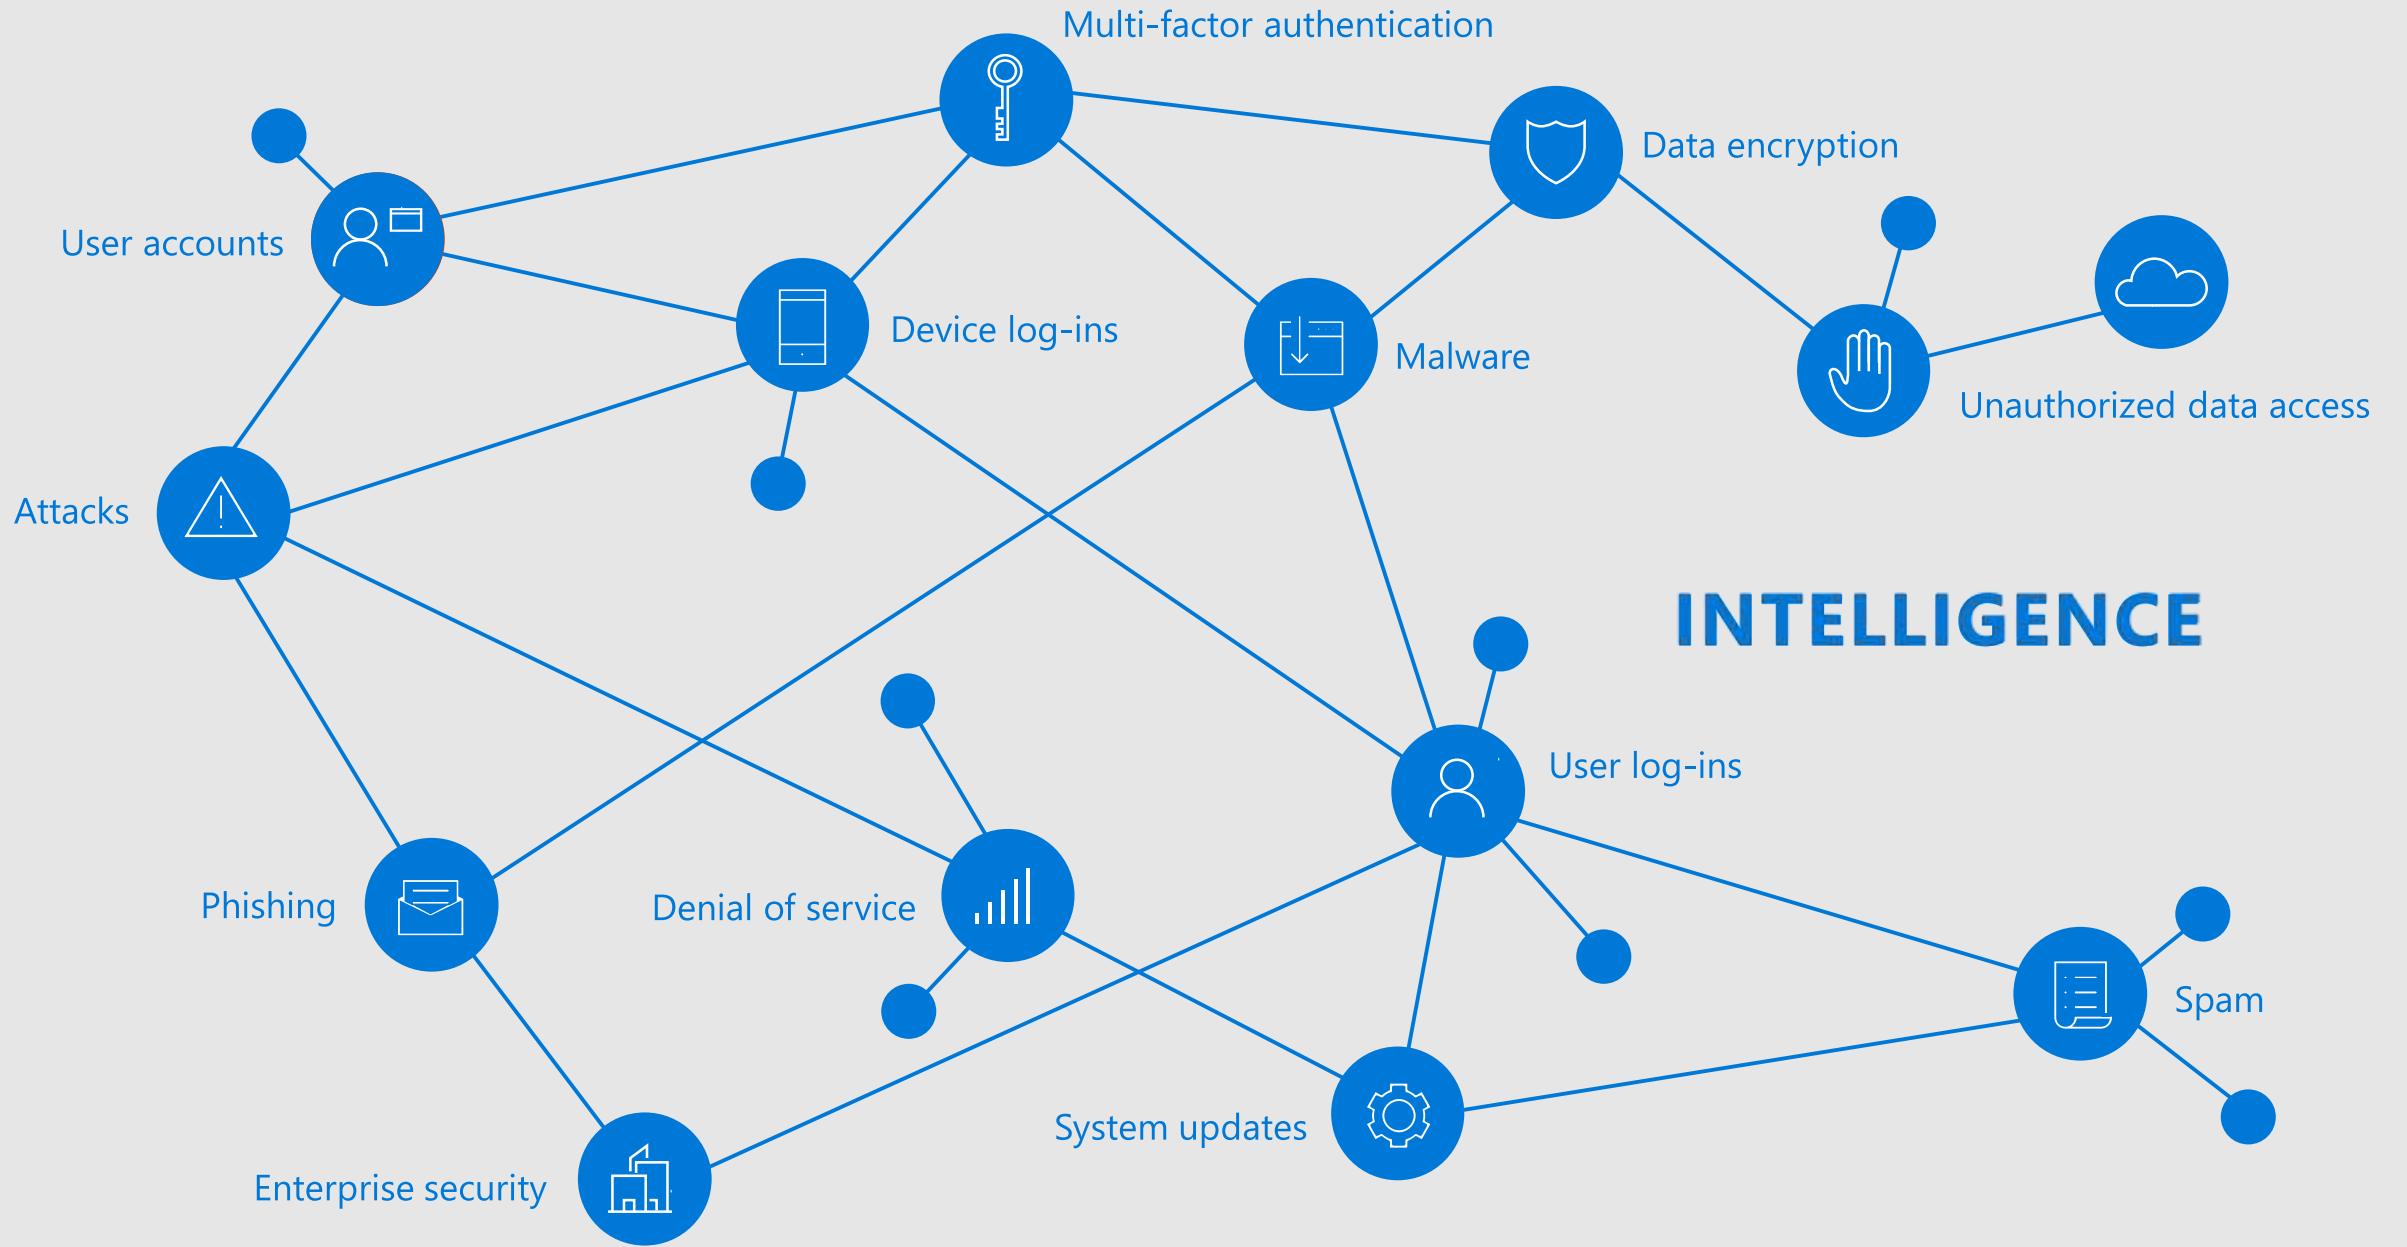 Multi-factor authentication
Data encryption
User accounts
Device log-ins
Malware
Unauthorized data access
Attacks
INTELLIGENCE
User log-ins
Phishing
Denial of service
Spam
System updates
Enterprise security